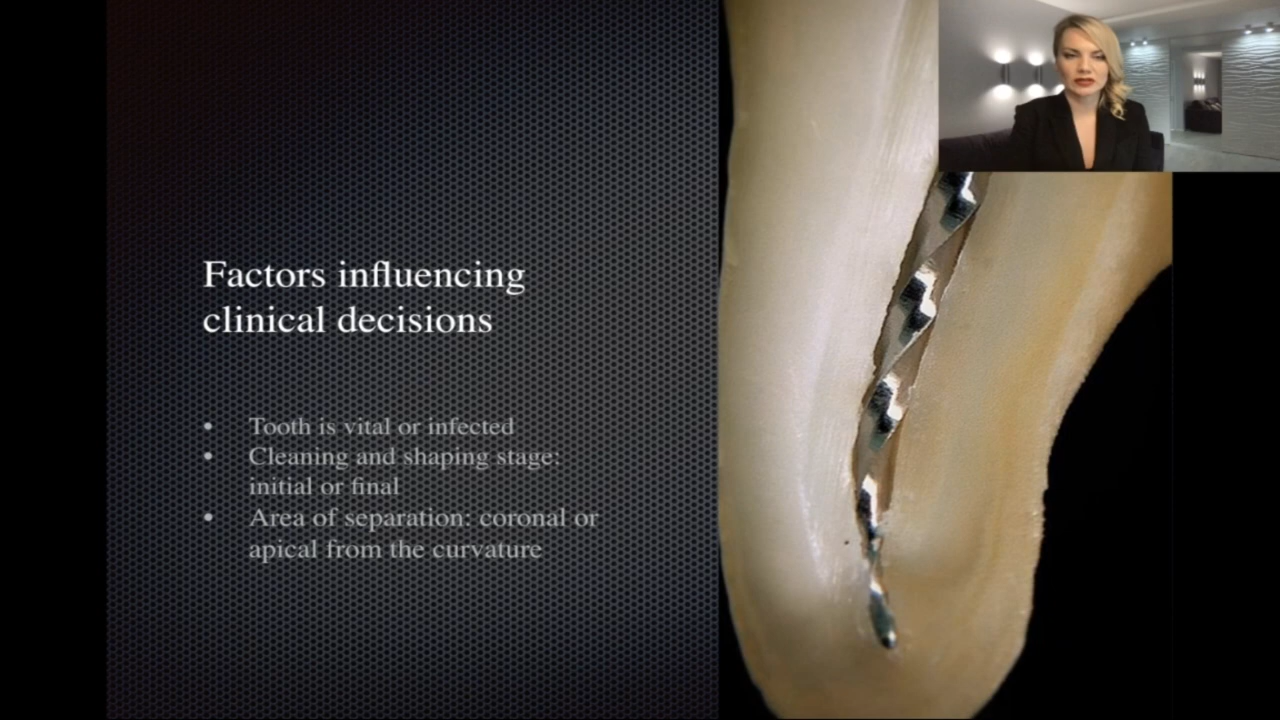 Factors influencing
clinical decisions
• Tooth is vital or infected
• Cleaning and shaping stage:
initial or final
• Area of separation: coronal or
apical from the curvature